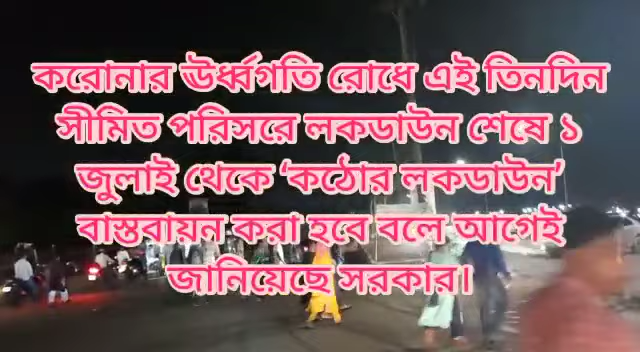 করোনার ঊর্ধ্বগতি রোধে এই তিনদিন
সীমিত পরিসরে লকডাউন শেষে ১
জুলাই থেকে ‘কঠোর লকডাউন’
বাস্তবায়ন করা হবে বলে আগেই
জানিয়েছে সরকার।